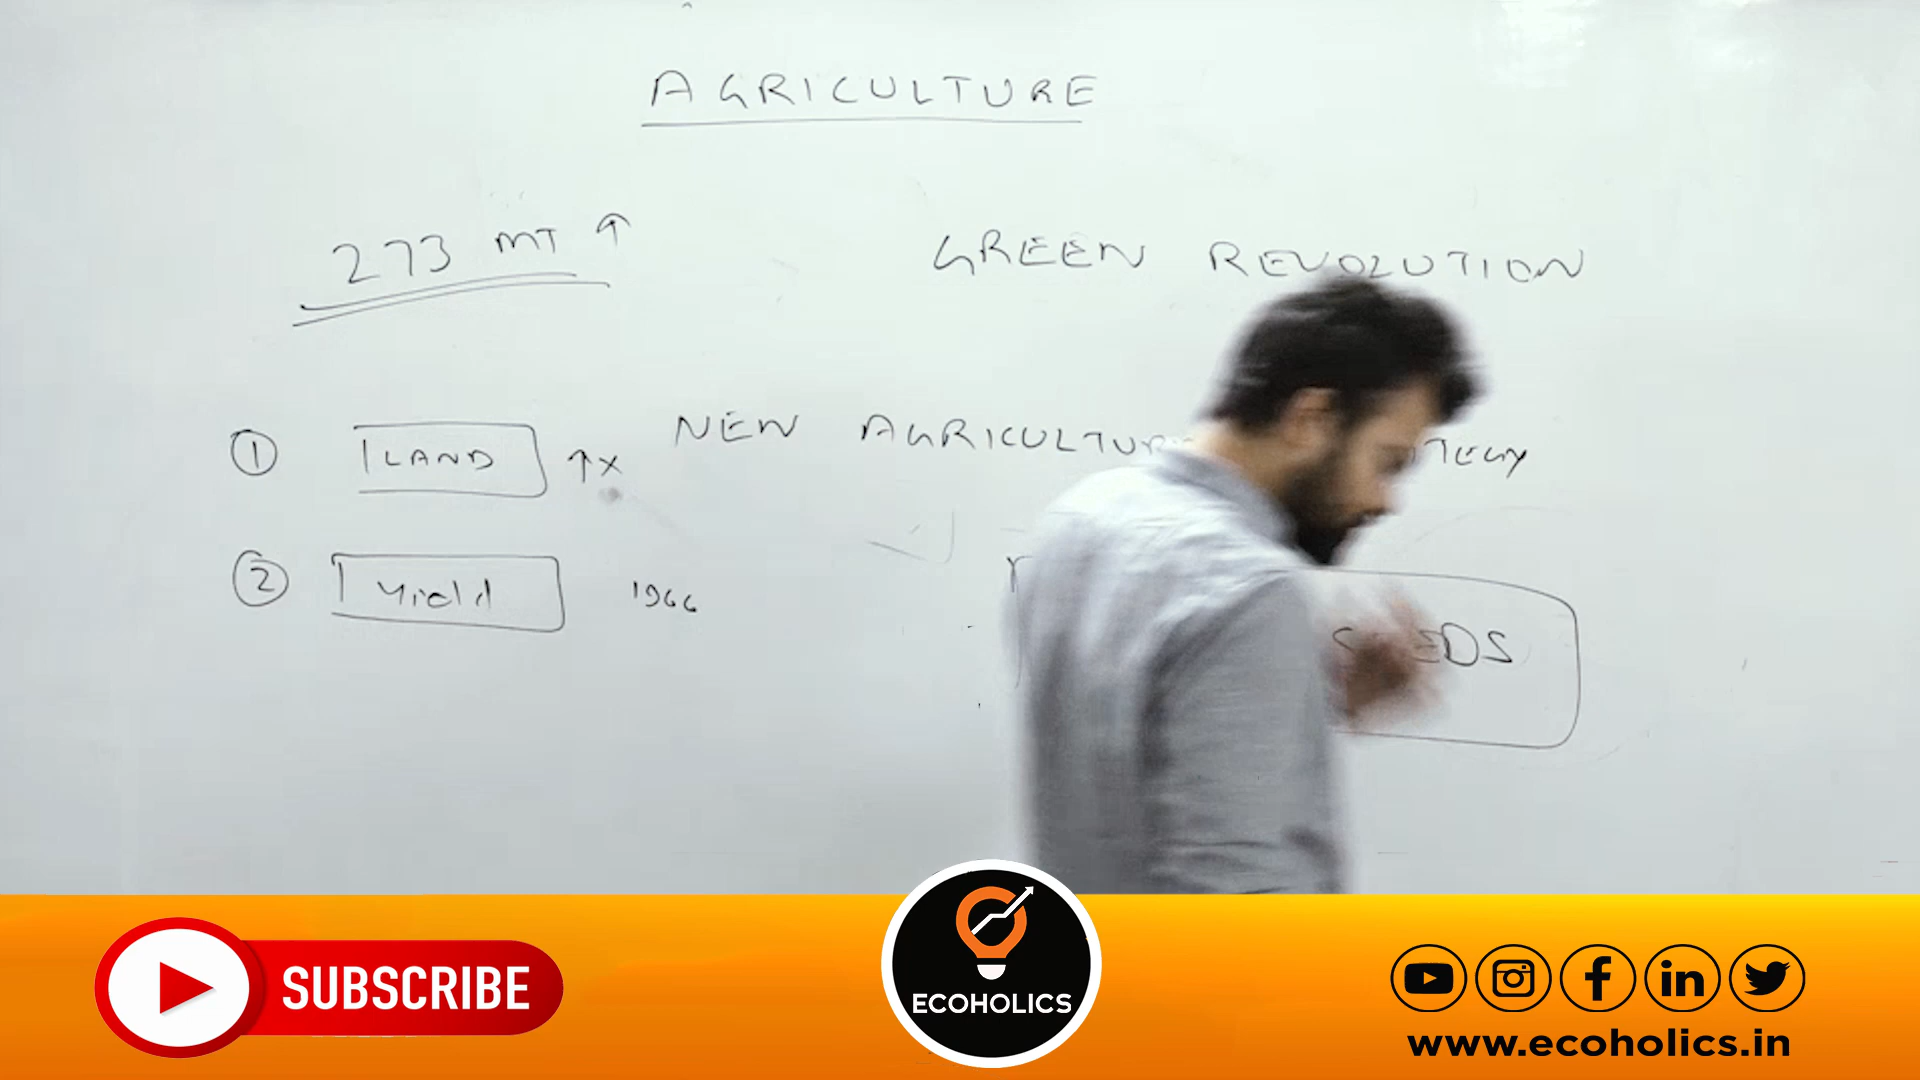 AGRICULTURE
273 MT ↑
GREEN REVOLUTION
① LAND ↑x
NEW
② Yield 1966
SUBSCRIBE
ECOHOLICS
www.ecoholics.in